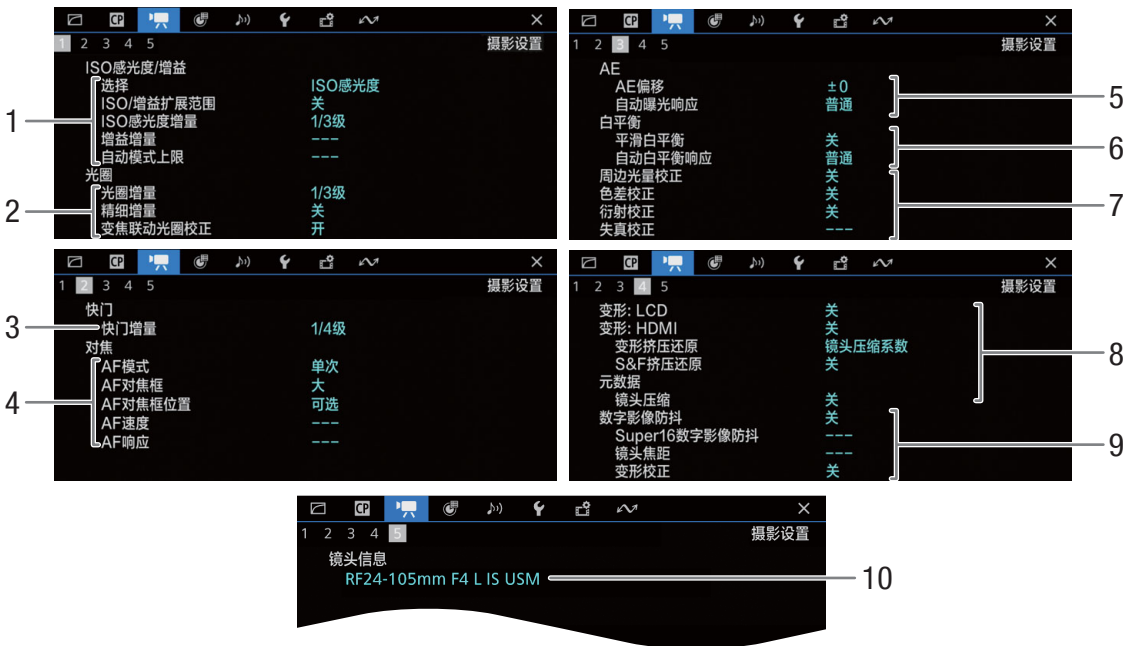 CP
1 2 3 4 5
摄影设置
ISO感光度/增益
选择 ISO感光度
ISO/增益扩展范围 关
ISO感光度增量 1/3级
增益增量 ---
自动模式上限 ---
光圈
光圈增量 1/3级
精细增量 关
变焦联动光圈校正 开
1
2
CP
1 2 3 4 5
摄影设置
AE
AE偏移 ±0
自动曝光响应 普通
白平衡
平滑白平衡 关
自动白平衡响应 普通
周边光量校正 关
色差校正 关
衍射校正 关
失真校正 ---
5
6
7
CP
1 2 3 4 5
摄影设置
快门
快门增量 1/4级
对焦
AF模式 单次
AF对焦框 大
AF对焦框位置 可选
AF速度 ---
AF响应 ---
3
4
CP
1 2 3 4 5
摄影设置
变形: LCD 关
变形: HDMI 关
变形挤压还原 镜头压缩系数
S&F挤压还原 关
元数据
镜头压缩 关
数字影像防抖 关
Super16数字影像防抖 ---
镜头焦距 ---
变形校正 关
8
9
CP
1 2 3 4 5
摄影设置
镜头信息
RF24-105mm F4 L IS USM
10